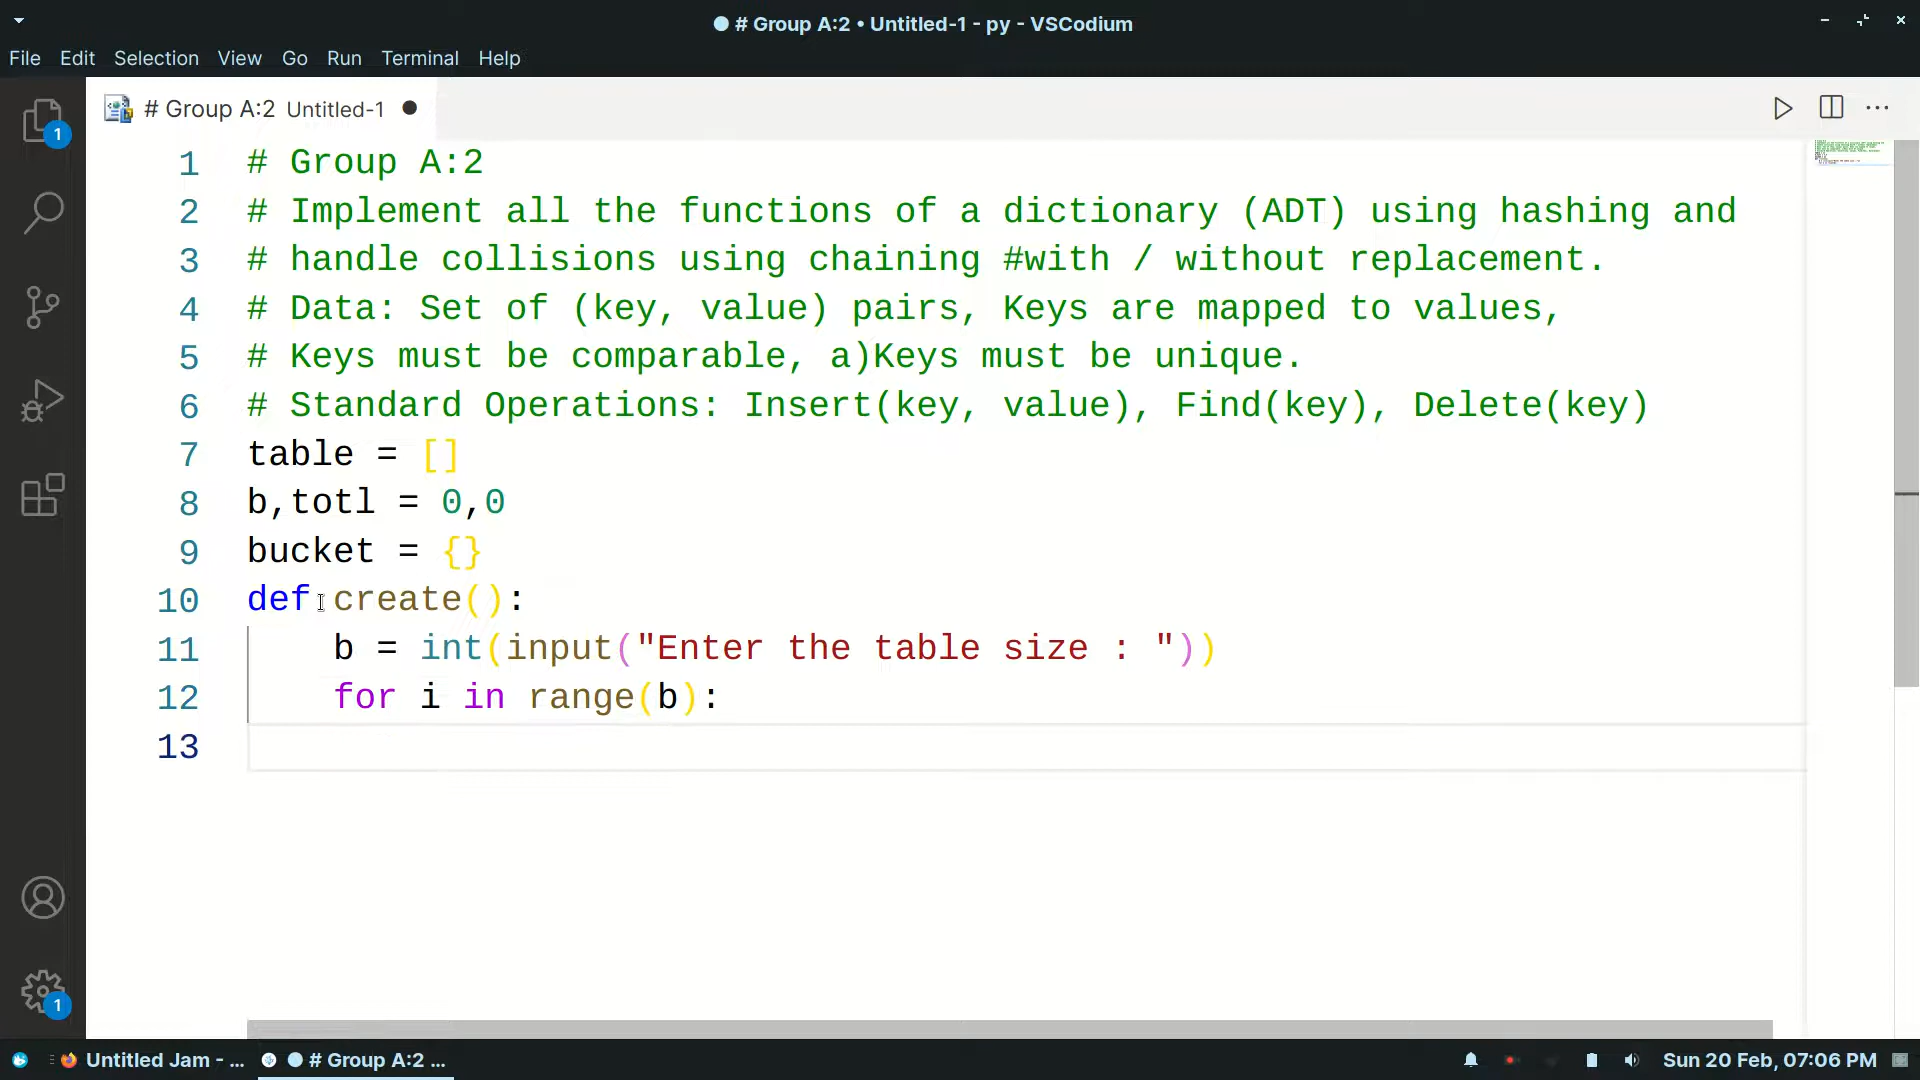 # Group A:2 • Untitled-1 - py - VSCodium
File Edit Selection View Go Run Terminal Help
# Group A:2 Untitled-1
1 # Group A:2
2 # Implement all the functions of a dictionary (ADT) using hashing and
3 # handle collisions using chaining #with / without replacement.
4 # Data: Set of (key, value) pairs, Keys are mapped to values,
5 # Keys must be comparable, a)Keys must be unique.
6 # Standard Operations: Insert(key, value), Find(key), Delete(key)
7 table = []
8 b,totl = 0,0
9 bucket = {}
10 def create():
11 b = int(input("Enter the table size : "))
12 for i in range(b):
13
1
1
Untitled Jam - ... # Group A:2 ... Sun 20 Feb, 07:06 PM